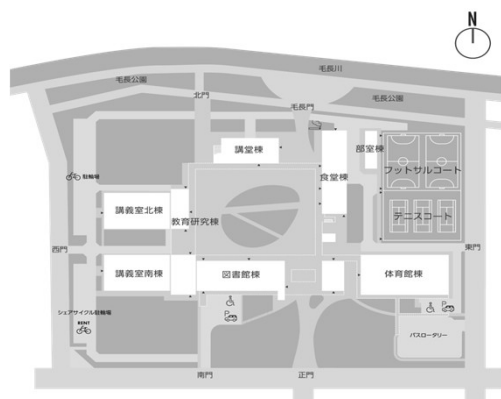 N
毛長川
毛長公園
北門
毛長門
毛長公園
講堂棟
食堂棟
部室棟
フットサルコート
駐輪場
講義室北棟
教育研究棟
テニスコート
西門
東門
講義室南棟
図書館棟
体育館棟
シェアサイクル駐輪場
RENT
P
P
バスロータリー
南門
正門